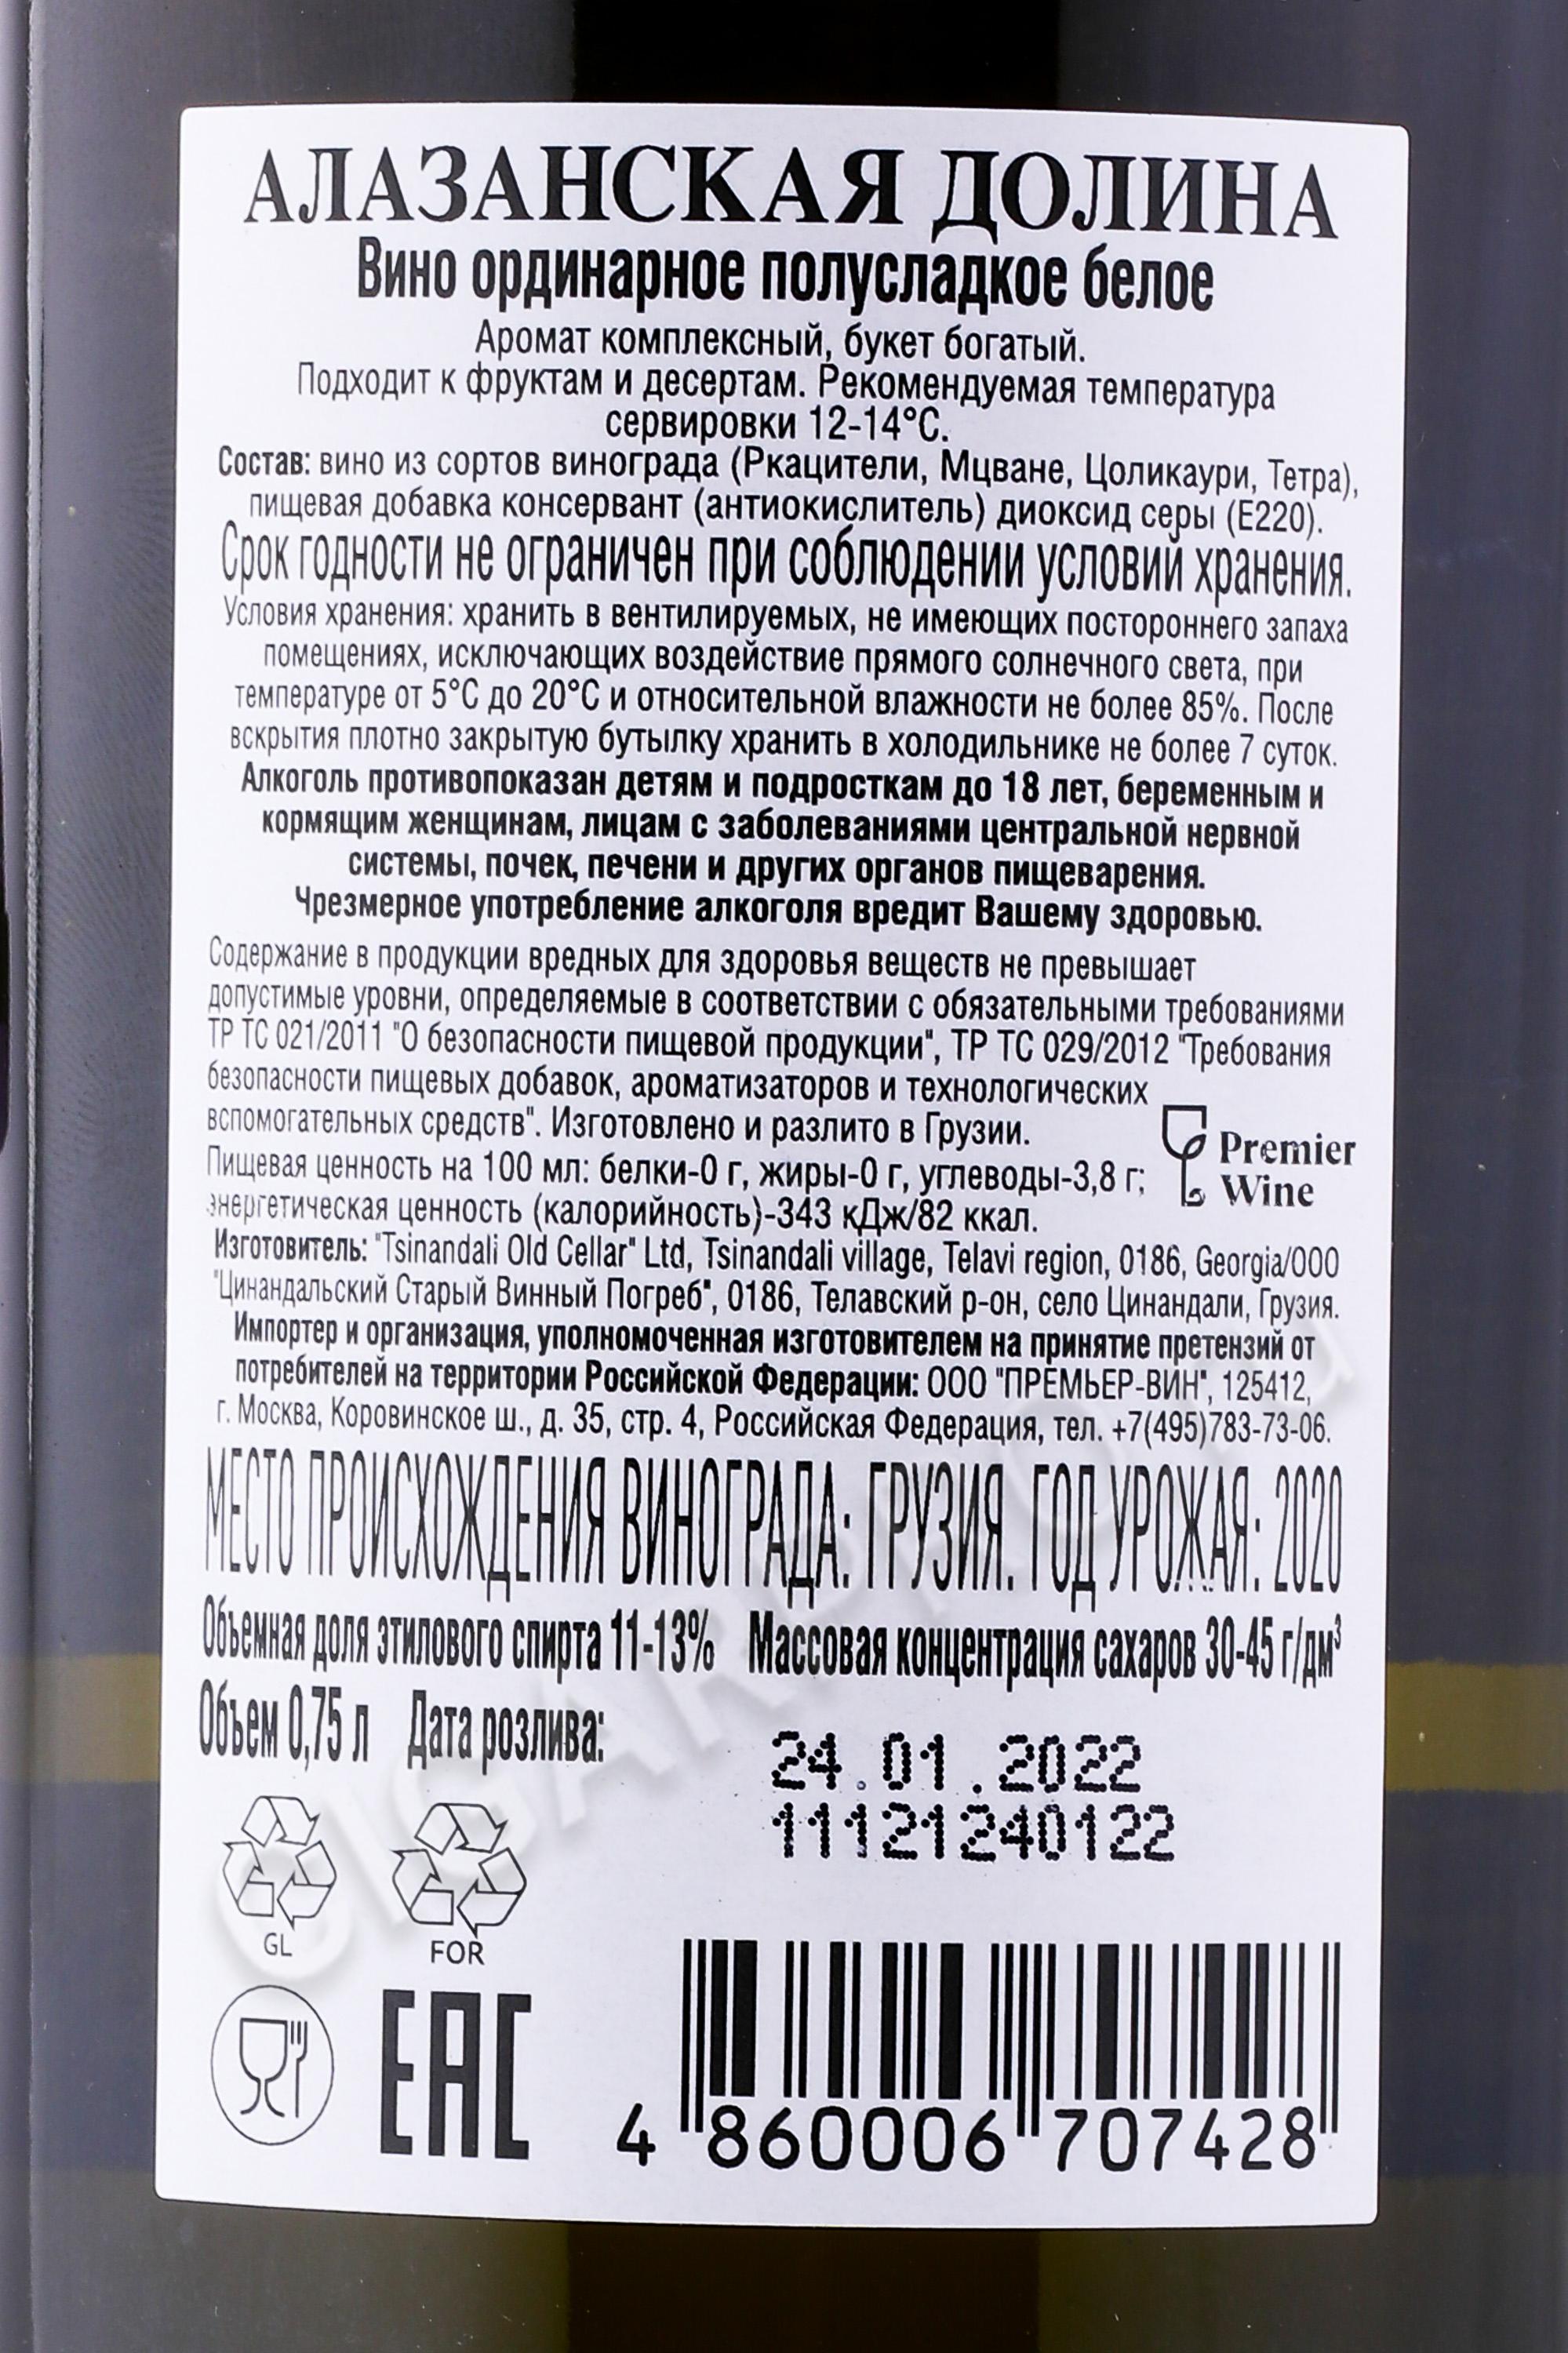 АЛАЗАНСКАЯ ДОЛИНА
Вино ординарное полусладкое белое
Аромат комплексный, букет богатый.
Подходит к фруктам и десертам. Рекомендуемая температура
сервировки 12-14°С.
Состав: вино из сортов винограда (Ркацители, Мцване, Цоликаури, Тетра),
пищевая добавка консервант (антиокислитель) диоксид серы (Е220).
Срок годности не ограничен при соблюдении условий хранения.
Условия хранения: хранить в вентилируемых, не имеющих постороннего запаха
помещениях, исключающих воздействие прямого солнечного света, при
температуре от 5°С до 20°С и относительной влажности не более 85%. После
вскрытия плотно закрытую бутылку хранить в холодильнике не более 7 суток.
Алкоголь противопоказан детям и подросткам до 18 лет, беременным и
кормящим женщинам, лицам с заболеваниями центральной нервной
системы, почек, печени и других органов пищеварения.
Чрезмерное употребление алкоголя вредит Вашему здоровью.
Содержание в продукции вредных для здоровья веществ не превышает
допустимые уровни, определяемые в соответствии с обязательными требованиями
ТР ТС 021/2011 "О безопасности пищевой продукции", ТР ТС 029/2012 "Требования
безопасности пищевых добавок, ароматизаторов и технологических
вспомогательных средств". Изготовлено и разлито в Грузии.
Пищевая ценность на 100 мл: белки-0 г, жиры-0 г, углеводы-3,8 г;
энергетическая ценность (калорийность)-343 кДж/82 ккал.
Premier
Wine
Изготовитель: "Tsinandali Old Cellar" Ltd, Tsinandali village, Telavi region, 0186, Georgia/ООО
"Цинандальский Старый Винный Погреб", 0186, Телавский р-он, село Цинандали, Грузия.
Импортер и организация, уполномоченная изготовителем на принятие претензий от
потребителей на территории Российской Федерации: ООО "ПРЕМЬЕР-ВИН", 125412,
г. Москва, Коровинское ш., д. 35, стр. 4, Российская Федерация, тел. +7(495)783-73-06.
МЕСТО ПРОИСХОЖДЕНИЯ ВИНОГРАДА: ГРУЗИЯ. ГОД УРОЖАЯ: 2020
Объемная доля этилового спирта 11-13% Массовая концентрация сахаров 30-45 г/дм³
Объем 0,75 л Дата розлива:
24.01.2022
11121240122
GL
FOR
EAC
4 860006 707428
CIGARPRO.ru